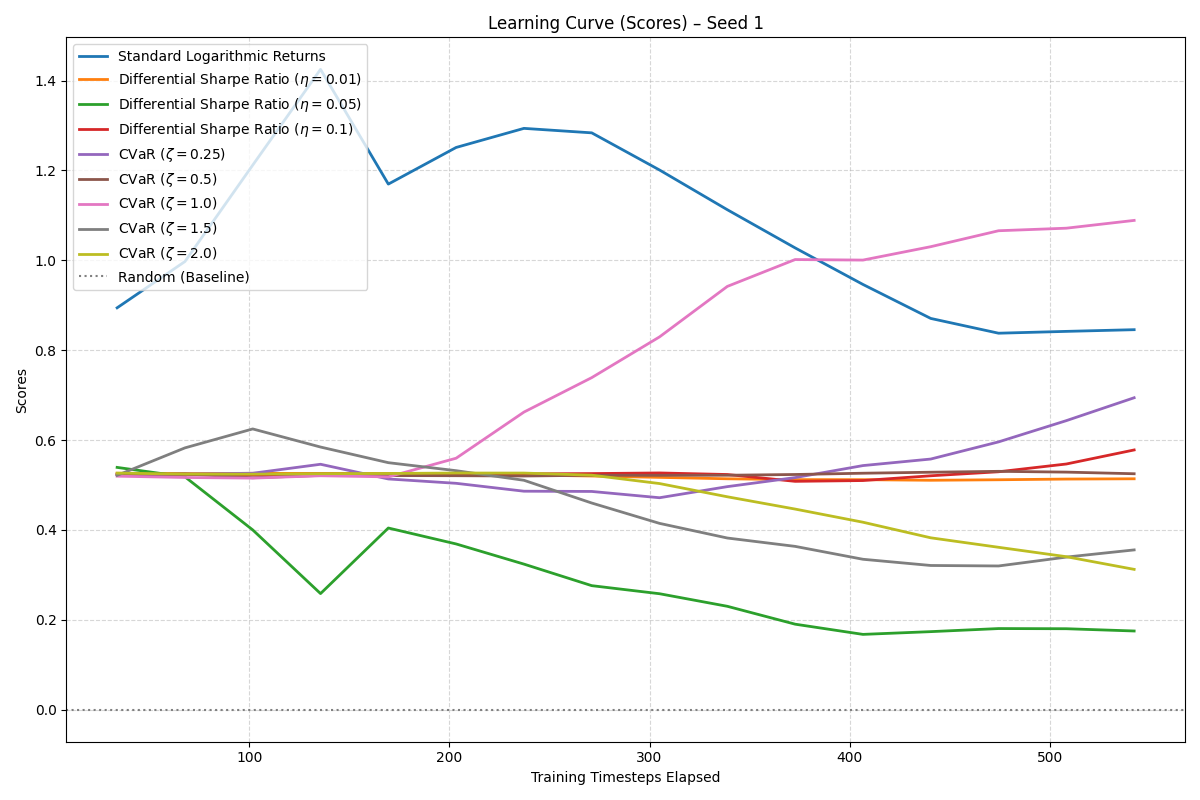 Learning Curve (Scores) – Seed 1
Standard Logarithmic Returns
Differential Sharpe Ratio (η = 0.01)
Differential Sharpe Ratio (η = 0.05)
Differential Sharpe Ratio (η = 0.1)
CVaR (ζ = 0.25)
CVaR (ζ = 0.5)
CVaR (ζ = 1.0)
CVaR (ζ = 1.5)
CVaR (ζ = 2.0)
Random (Baseline)
Scores
1.4
1.2
1.0
0.8
0.6
0.4
0.2
0.0
100 200 300 400 500
Training Timesteps Elapsed